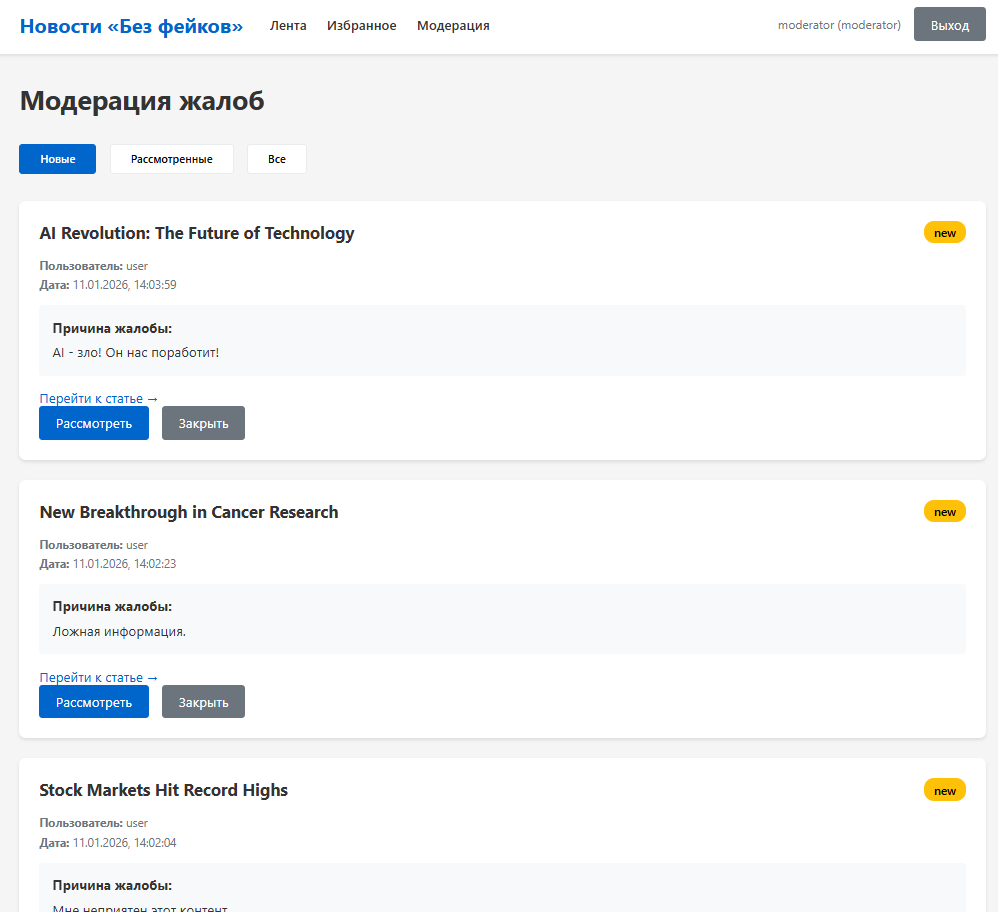 Новости «Без фейков» Лента Избранное Модерация moderator (moderator) Выход
Модерация жалоб
Новые Рассмотренные Все
AI Revolution: The Future of Technology new
Пользователь: user
Дата: 11.01.2026, 14:03:59
Причина жалобы:
AI - зло! Он нас поработит!
Перейти к статье →
Рассмотреть Закрыть
New Breakthrough in Cancer Research new
Пользователь: user
Дата: 11.01.2026, 14:02:23
Причина жалобы:
Ложная информация.
Перейти к статье →
Рассмотреть Закрыть
Stock Markets Hit Record Highs new
Пользователь: user
Дата: 11.01.2026, 14:02:04
Причина жалобы:
Мне неприятен этот контент